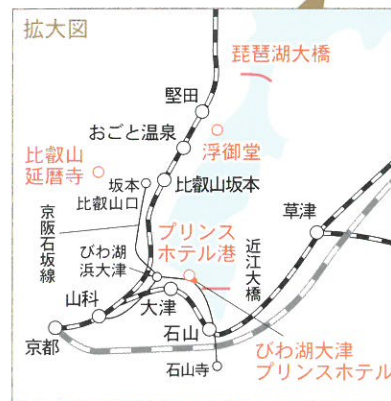 拡大図
琵琶湖大橋
堅田
おごと温泉
浮御堂
比叡山
延暦寺
坂本
比叡山口
比叡山坂本
京阪石坂線
プリンス
ホテル港
草津
近江大橋
びわ湖
浜大津
山科
大津
石山
京都
びわ湖大津
プリンスホテル
石山寺